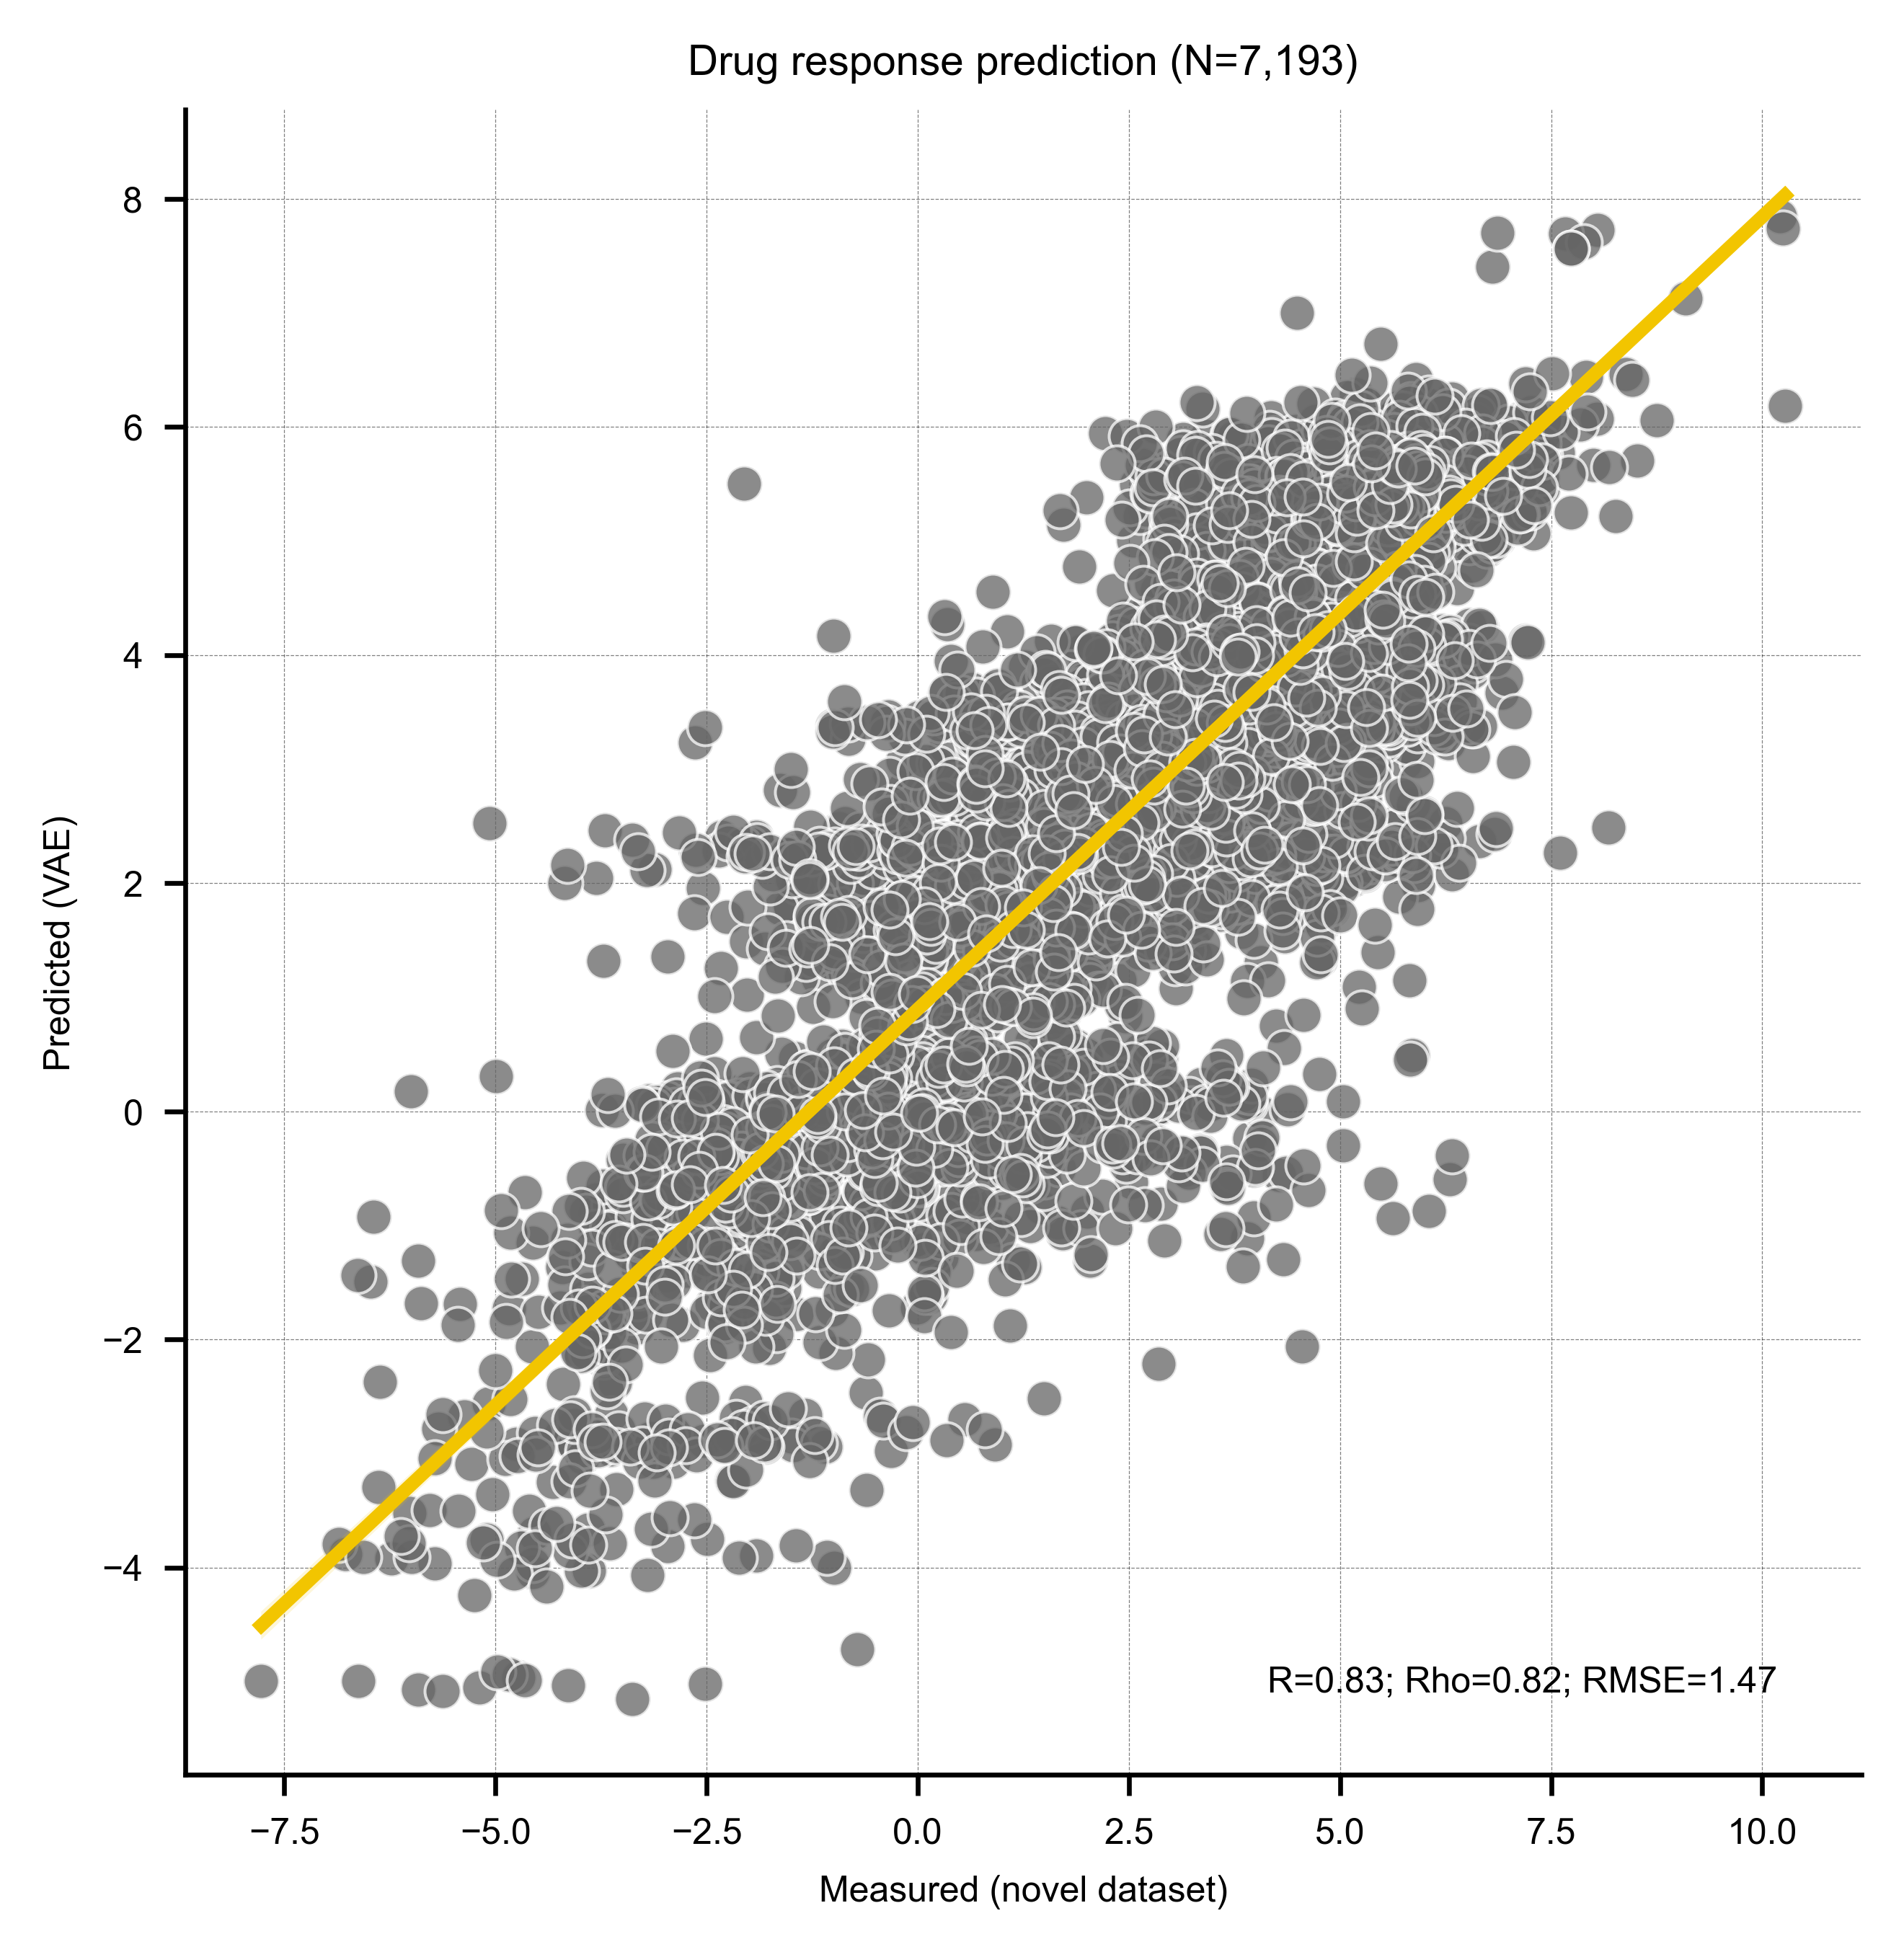 Drug response prediction (N=7,193)
8
6
4
2
0
−2
−4
Predicted (VAE)
R=0.83; Rho=0.82; RMSE=1.47
−7.5 −5.0 −2.5 0.0 2.5 5.0 7.5 10.0
Measured (novel dataset)